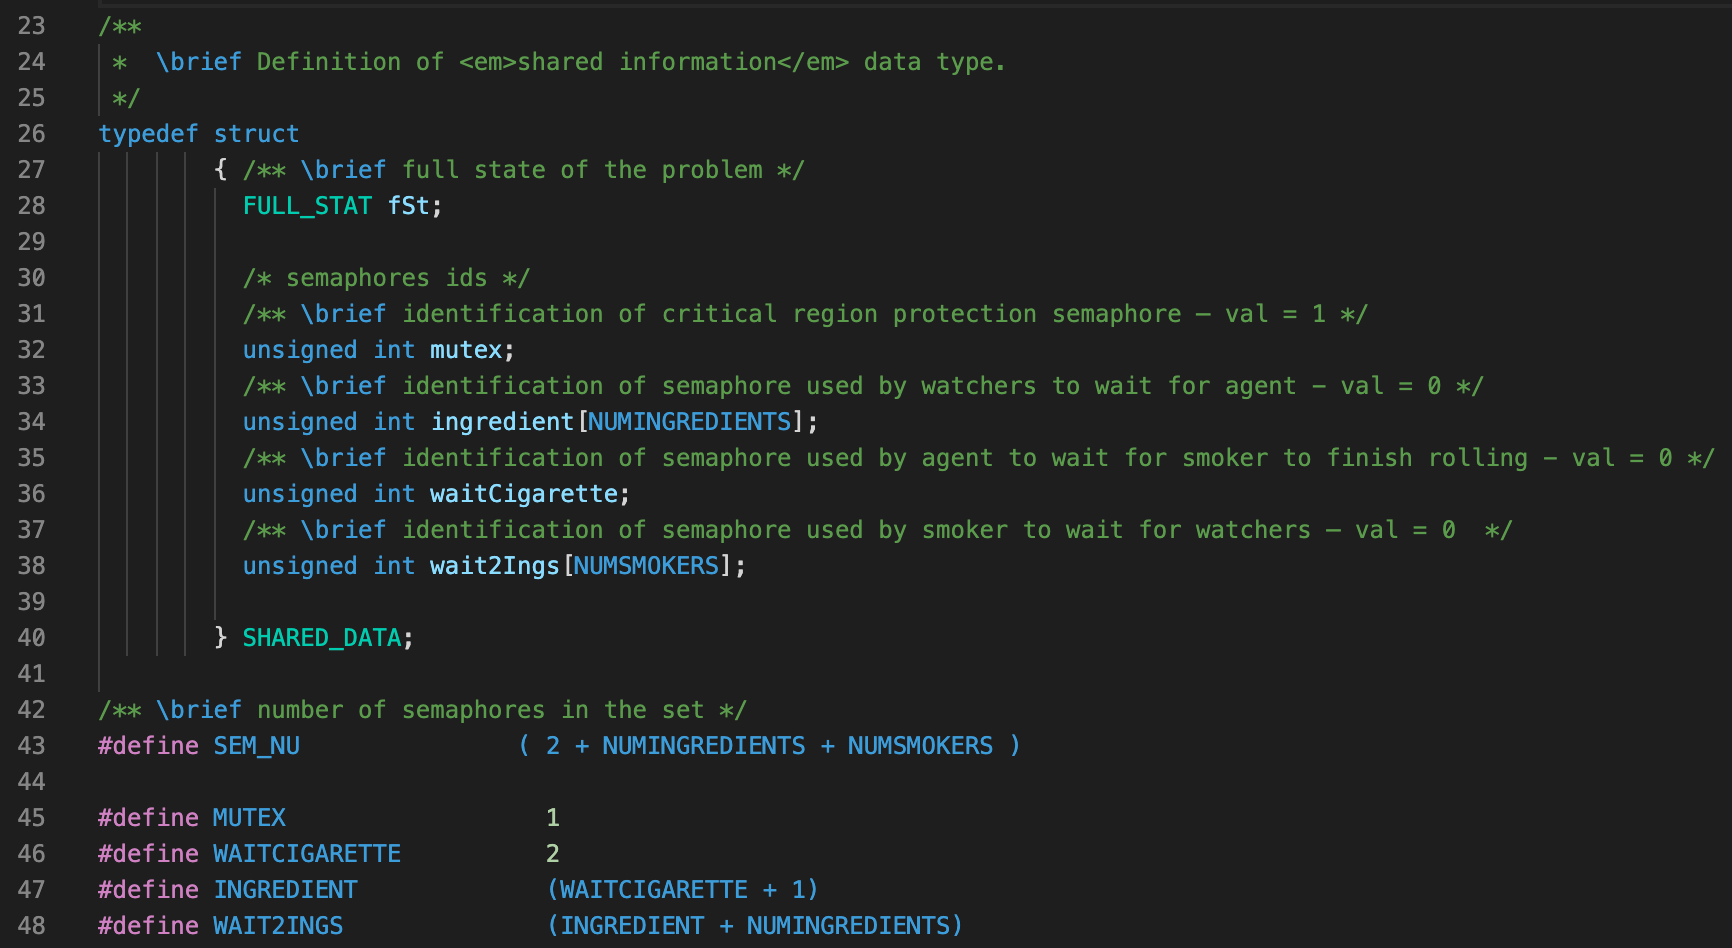 23 /**
24  *  \brief Definition of <em>shared information</em> data type.
25  */
26 typedef struct
27         { /** \brief full state of the problem */
28           FULL_STAT fSt;
29
30           /* semaphores ids */
31           /** \brief identification of critical region protection semaphore – val = 1 */
32           unsigned int mutex;
33           /** \brief identification of semaphore used by watchers to wait for agent – val = 0 */
34           unsigned int ingredient[NUMINGREDIENTS];
35           /** \brief identification of semaphore used by agent to wait for smoker to finish rolling – val = 0 */
36           unsigned int waitCigarette;
37           /** \brief identification of semaphore used by smoker to wait for watchers – val = 0  */
38           unsigned int wait2Ings[NUMSMOKERS];
39
40         } SHARED_DATA;
41
42 /** \brief number of semaphores in the set */
43 #define SEM_NU               ( 2 + NUMINGREDIENTS + NUMSMOKERS )
44
45 #define MUTEX                  1
46 #define WAITCIGARETTE          2
47 #define INGREDIENT             (WAITCIGARETTE + 1)
48 #define WAIT2INGS              (INGREDIENT + NUMINGREDIENTS)